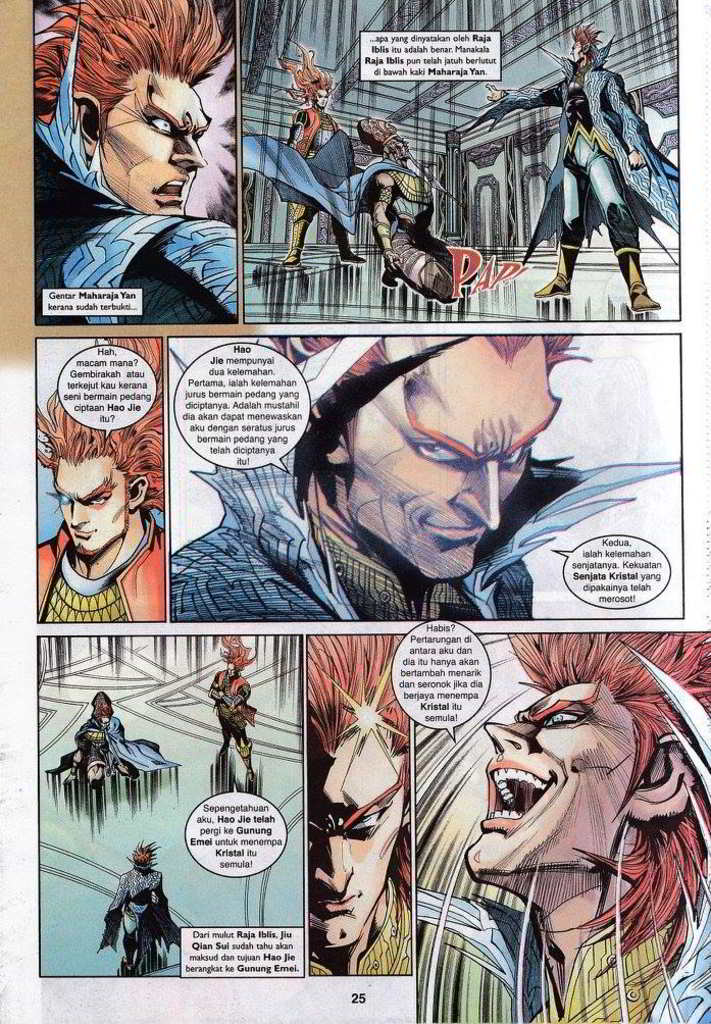 Gentar Maharaja Yan
kerana sudah terbukti...
...apa yang dinyatakan oleh Raja
Iblis itu adalah benar. Manakala
Raja Iblis pun telah jatuh berlutut
di bawah kaki Maharaja Yan.
PAP
Hah,
macam mana?
Gembirakah atau
terkejut kau kerana
seni bermain pedang
ciptaan Hao Jie
itu?
Hao
Jie mempunyai
dua kelemahan.
Pertama, ialah kelemahan
jurus bermain pedang yang
diciptanya. Adalah mustahil
dia akan dapat menewaskan
aku dengan seratus jurus
bermain pedang yang
telah diciptanya
itu!
Kedua,
ialah kelemahan
senjatanya. Kekuatan
Senjata Kristal yang
dipakainya telah
merosot!
Sepengetahuan
aku, Hao Jie telah
pergi ke Gunung
Emei untuk menempa
Kristal itu
semula!
Dari mulut Raja Iblis, Jiu
Qian Sui sudah tahu akan
maksud dan tujuan Hao Jie
berangkat ke Gunung Emei.
Habis?
Pertarungan di
antara aku dan
dia itu hanya akan
bertambah menarik
dan seronok jika dia
berjaya menempa
Kristal itu
semula!
25